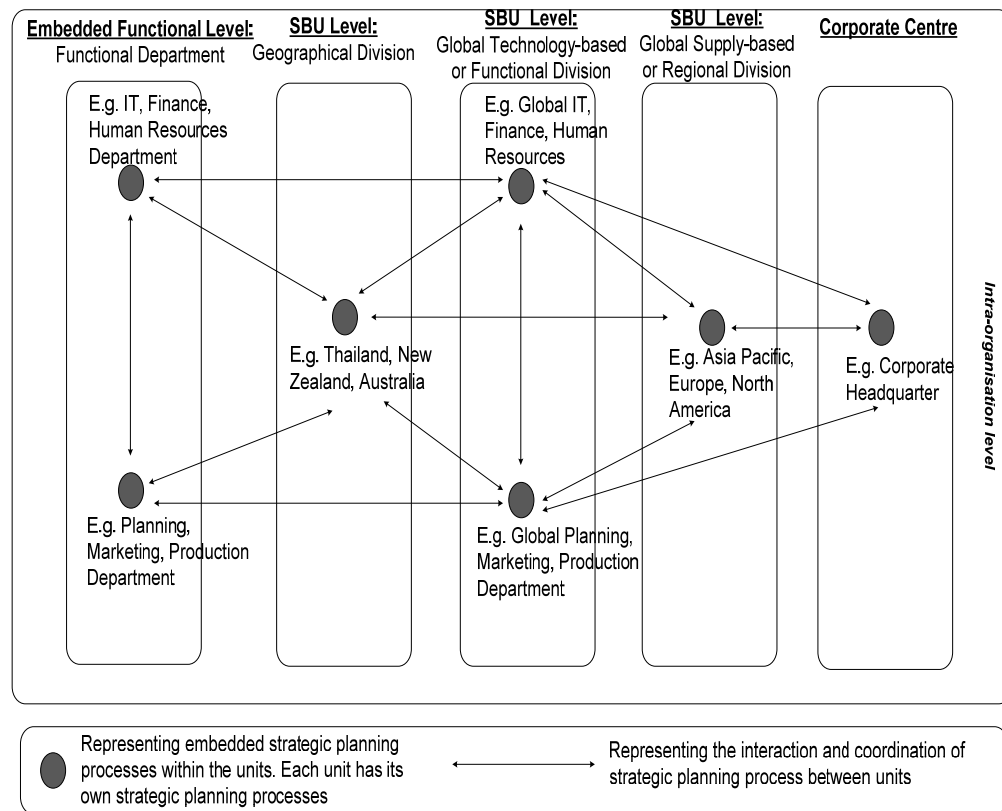 Embedded Functional Level:
Functional Department
SBU Level:
Geographical Division
SBU  Level:
Global Technology-based
or Functional Division
SBU  Level:
Global Supply-based
or Regional Division
Corporate Centre
E.g. IT, Finance,
Human Resources
Department
E.g. Global IT,
Finance, Human
Resources
E.g. Thailand, New
Zealand, Australia
E.g. Asia Pacific,
Europe, North
America
E.g. Corporate
Headquarter
Intra-organisation level
E.g. Planning,
Marketing, Production
Department
E.g. Global Planning,
Marketing, Production
Department
Representing embedded strategic planning
processes within the units. Each unit has its
own strategic planning processes
Representing the interaction and coordination of
strategic planning process between units